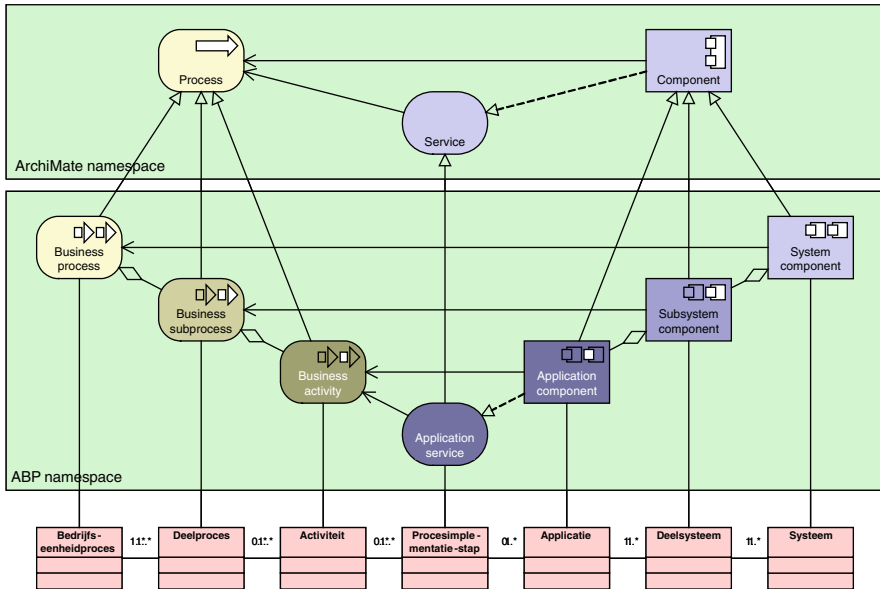 Process
Component
Service
ArchiMate namespace
Business
process
System
component
Business
subprocess
Subsystem
component
Business
activity
Application
component
Application
service
ABP namespace
Bedrijfs-
eenheidproces
Deelproces
Activiteit
Procesimple-
mentatie-stap
Applicatie
Deelsysteem
Systeem